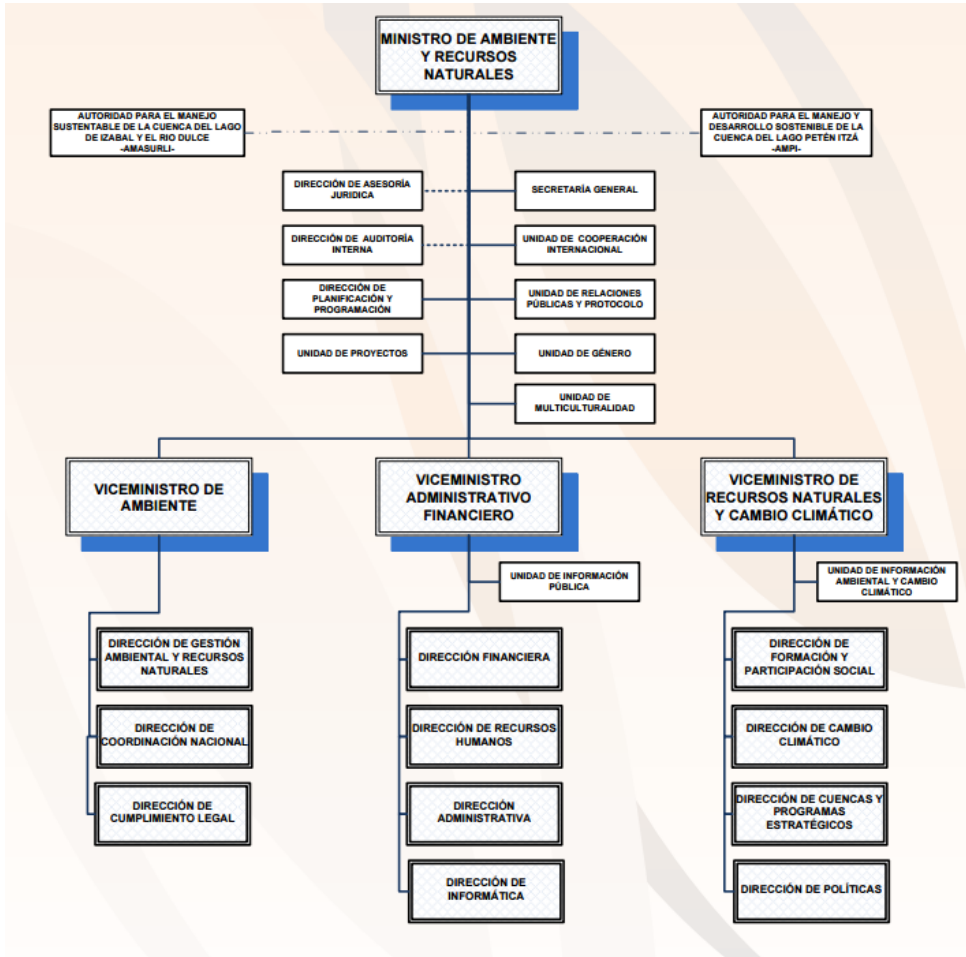 MINISTRO DE AMBIENTE
Y RECURSOS
NATURALES
AUTORIDAD PARA EL MANEJO
SUSTENTABLE DE LA CUENCA DEL LAGO
DE IZABAL Y EL RIO DULCE
-AMASURLI-
AUTORIDAD PARA EL MANEJO Y
DESARROLLO SOSTENIBLE DE LA
CUENCA DEL LAGO PETÉN ITZÁ
-AMPI-
DIRECCIÓN DE ASESORÍA
JURIDICA
SECRETARÍA GENERAL
DIRECCIÓN DE AUDITORÍA
INTERNA
UNIDAD DE COOPERACIÓN
INTERNACIONAL
DIRECCIÓN DE
PLANIFICACIÓN Y
PROGRAMACIÓN
UNIDAD DE RELACIONES
PÚBLICAS Y PROTOCOLO
UNIDAD DE PROYECTOS
UNIDAD DE GÉNERO
UNIDAD DE
MULTICULTURALIDAD
VICEMINISTRO DE
AMBIENTE
VICEMINISTRO
ADMINISTRATIVO
FINANCIERO
VICEMINISTRO DE
RECURSOS NATURALES
Y CAMBIO CLIMÁTICO
UNIDAD DE INFORMACIÓN
PÚBLICA
UNIDAD DE INFORMACIÓN
AMBIENTAL Y CAMBIO
CLIMÁTICO
DIRECCIÓN DE GESTIÓN
AMBIENTAL Y RECURSOS
NATURALES
DIRECCIÓN FINANCIERA
DIRECCIÓN DE
FORMACIÓN Y
PARTICIPACIÓN SOCIAL
DIRECCIÓN DE
COORDINACIÓN NACIONAL
DIRECCIÓN DE RECURSOS
HUMANOS
DIRECCIÓN DE CAMBIO
CLIMÁTICO
DIRECCIÓN DE
CUMPLIMIENTO LEGAL
DIRECCIÓN
ADMINISTRATIVA
DIRECCIÓN DE CUENCAS Y
PROGRAMAS
ESTRATÉGICOS
DIRECCIÓN DE
INFORMÁTICA
DIRECCIÓN DE POLÍTICAS